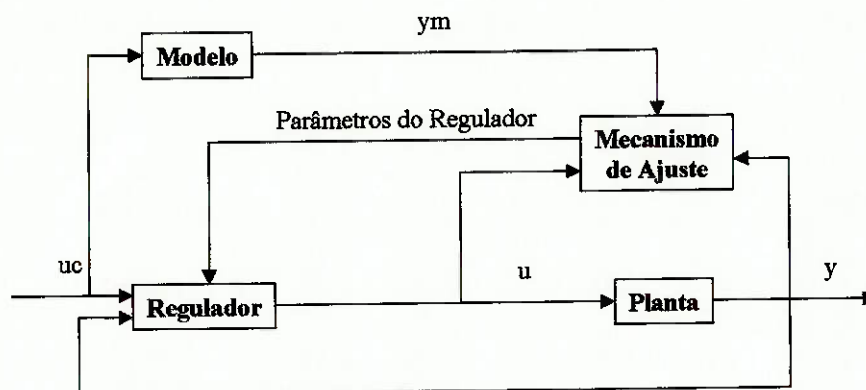 ym
Modelo
Parâmetros do Regulador
Mecanismo
de Ajuste
uc
u
y
Regulador
Planta